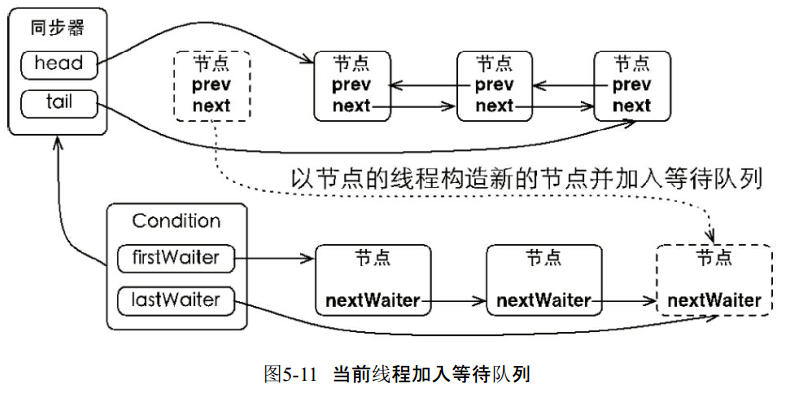 同步器
head
tail
节点
prev
next
节点
prev
next
节点
prev
next
节点
prev
next
以节点的线程构造新的节点并加入等待队列
Condition
firstWaiter
lastWaiter
节点
nextWaiter
节点
nextWaiter
节点
nextWaiter
图5-11 当前线程加入等待队列